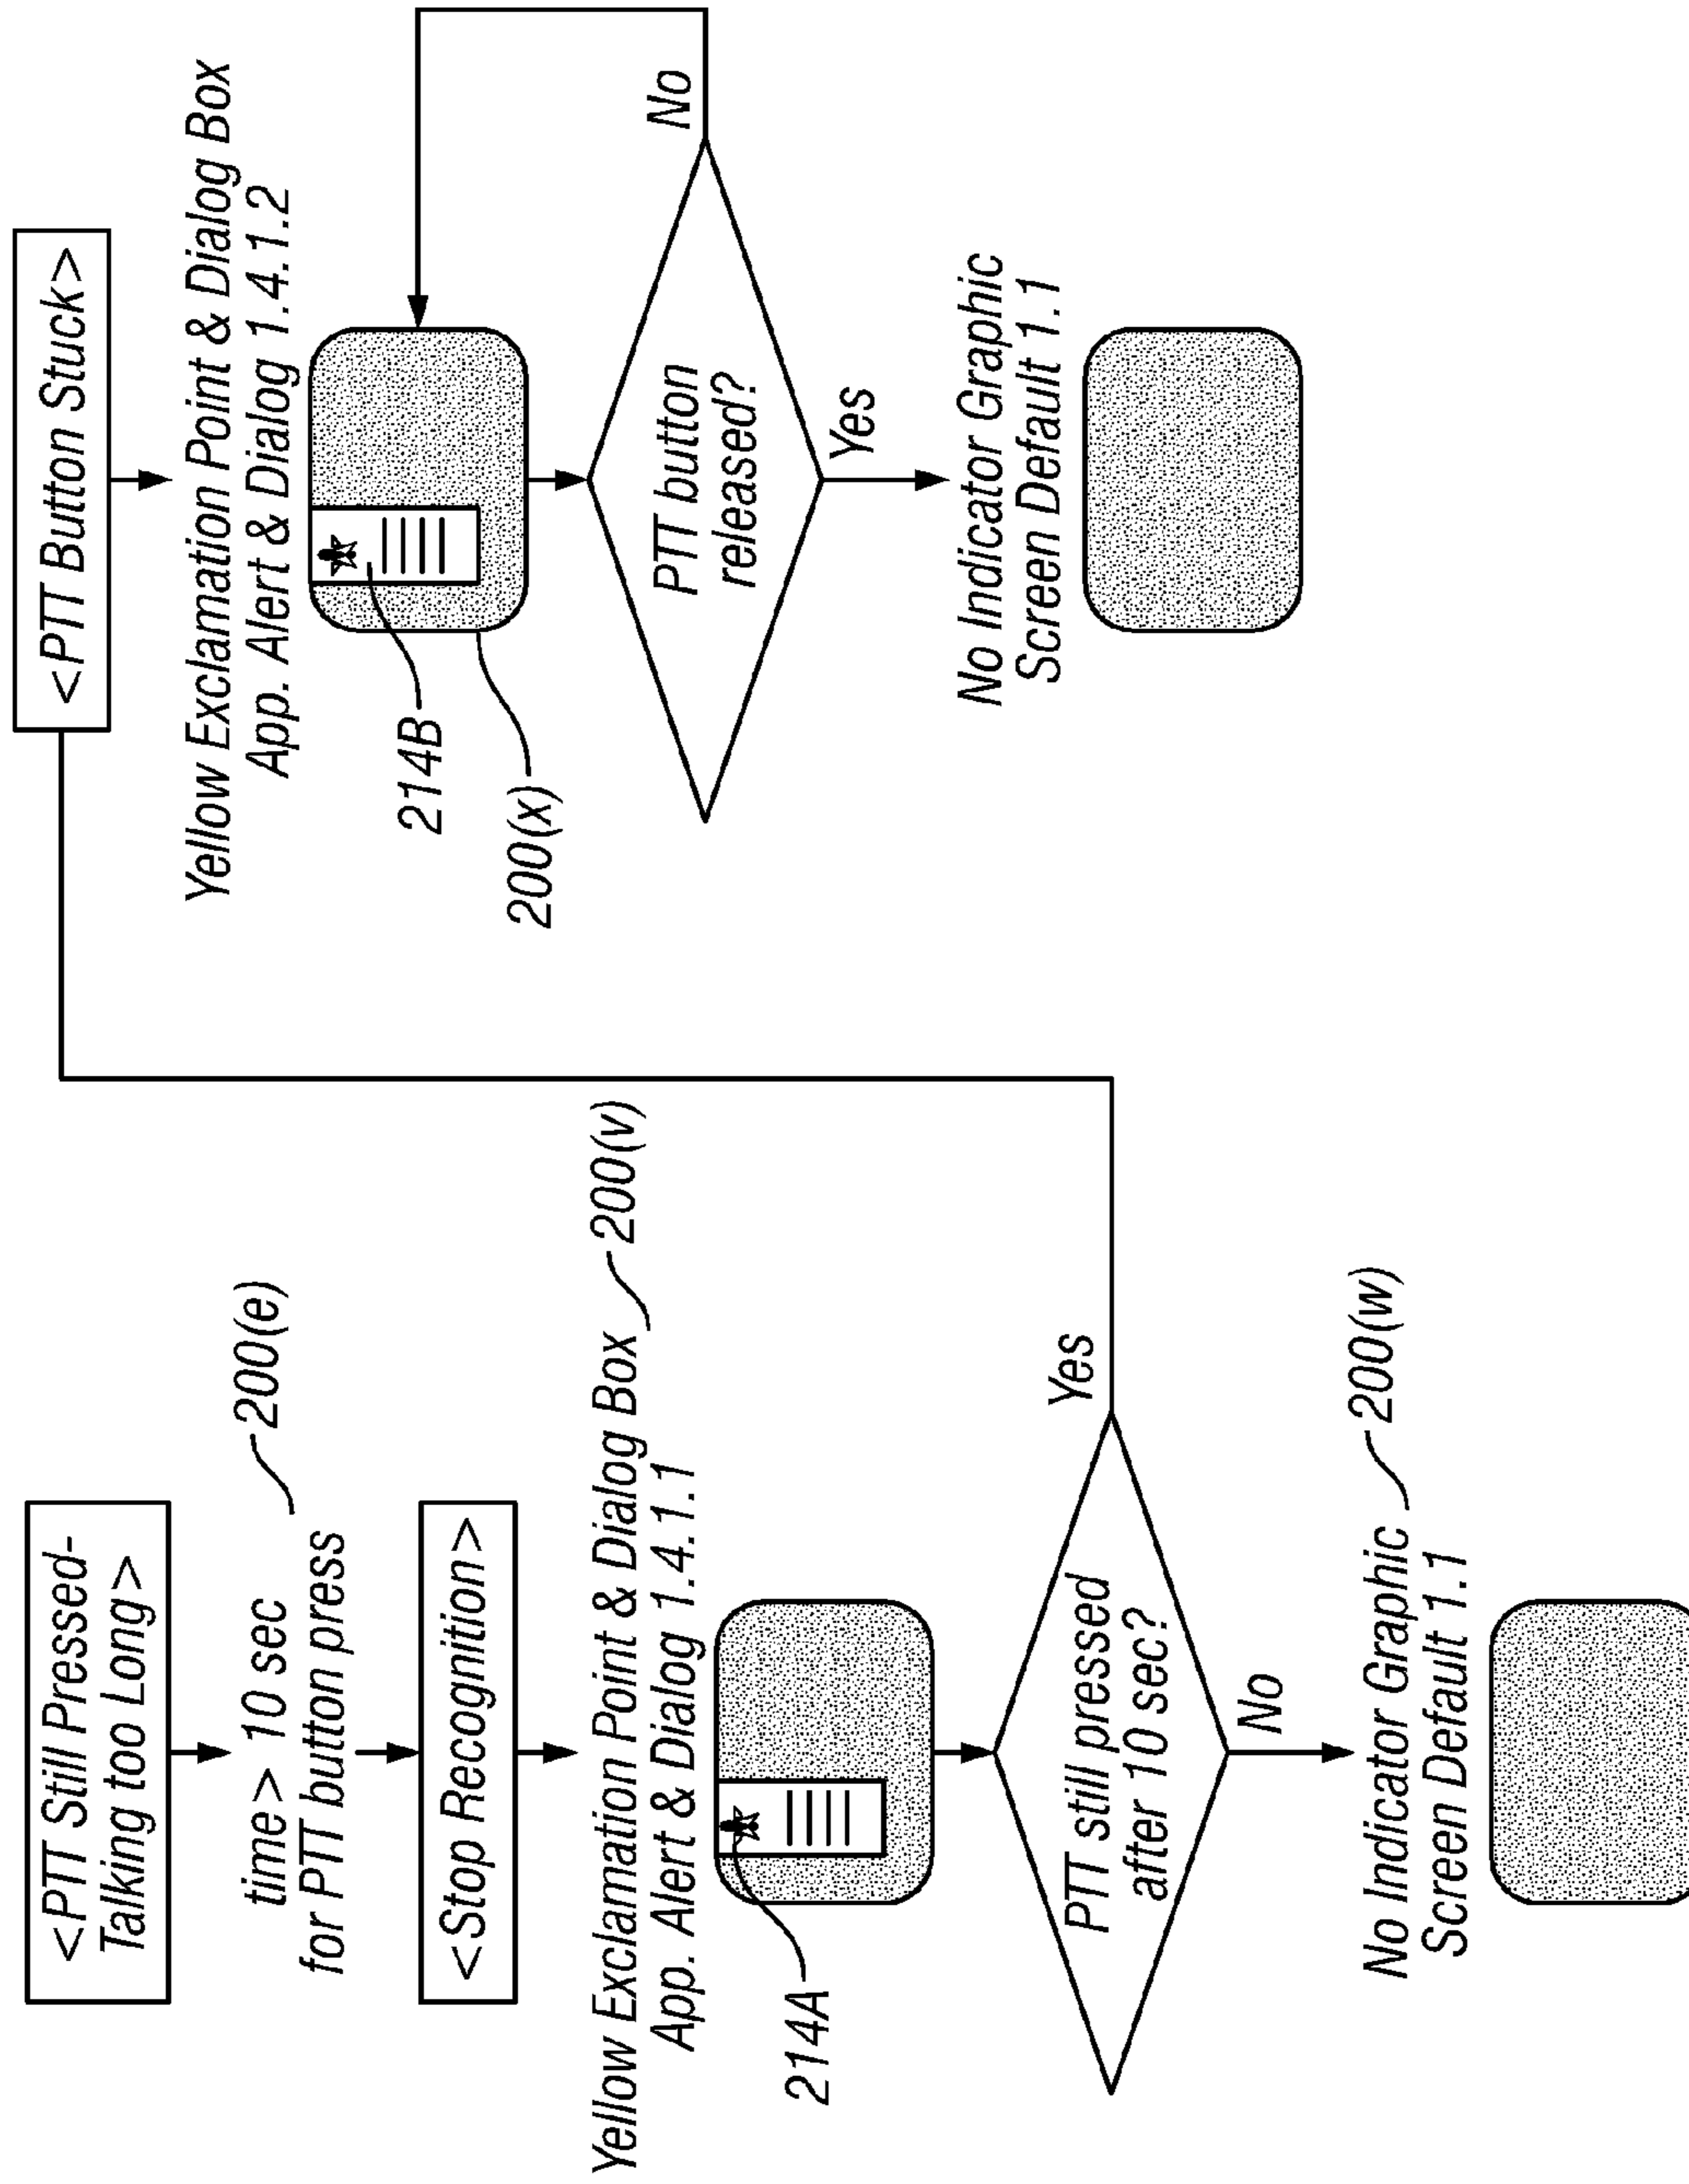 <PTT Still Pressed-
Talking too Long>
time> 10 sec
for PTT button press
200(e)
<Stop Recognition>
Yellow Exclamation Point & Dialog Box
App. Alert & Dialog 1.4.1.1
200(v)
214A
PTT still pressed
after 10 sec?
Yes
No
No Indicator Graphic
Screen Default 1.1
200(w)
<PTT Button Stuck>
Yellow Exclamation Point & Dialog Box
App. Alert & Dialog 1.4.1.2
214B
200(x)
PTT button
released?
No
Yes
No Indicator Graphic
Screen Default 1.1